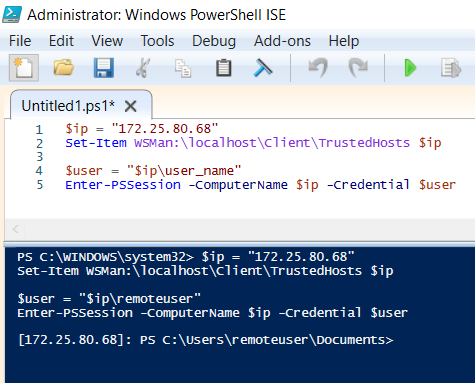 Administrator: Windows PowerShell ISE
File Edit View Tools Debug Add-ons Help
Untitled1.ps1* X
1 $ip = "172.25.80.68"
2 Set-Item WSMan:\localhost\Client\TrustedHosts $ip
3
4 $user = "$ip\user_name"
5 Enter-PSSession -ComputerName $ip -Credential $user
PS C:\WINDOWS\system32> $ip = "172.25.80.68"
Set-Item WSMan:\localhost\Client\TrustedHosts $ip
$user = "$ip\remoteuser"
Enter-PSSession -ComputerName $ip -Credential $user
[172.25.80.68]: PS C:\Users\remoteuser\Documents>